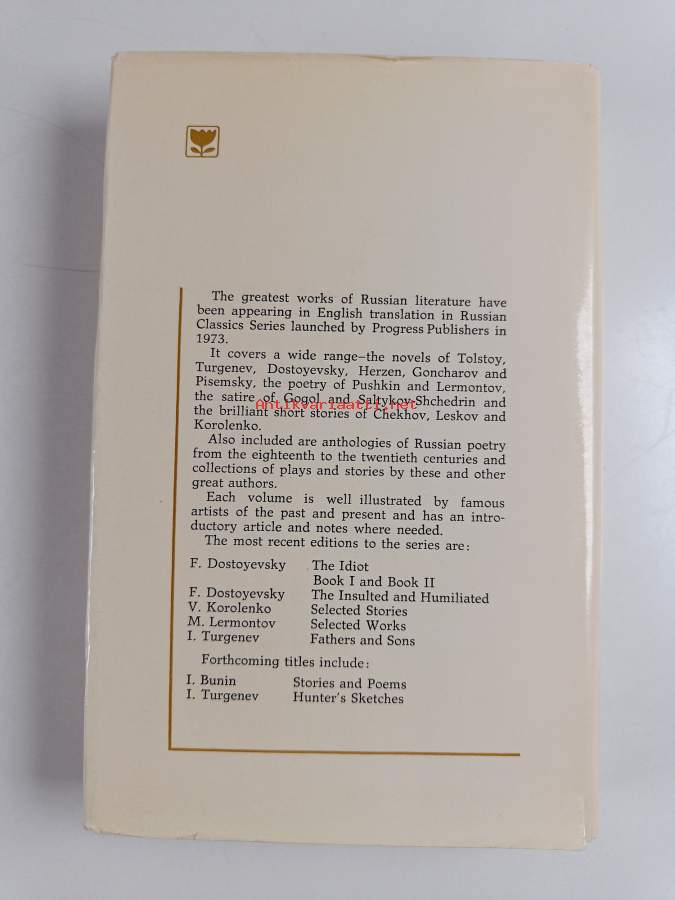 The greatest works of Russian literature have
been appearing in English translation in Russian
Classics Series launched by Progress Publishers in
1973.
It covers a wide range–the novels of Tolstoy,
Turgenev, Dostoyevsky, Herzen, Goncharov and
Pisemsky, the poetry of Pushkin and Lermontov,
the satire of Gogol and Saltykov-Shchedrin and
Antikvariaatti.net
the brilliant short stories of Chekhov, Leskov and
Korolenko.
Also included are anthologies of Russian poetry
from the eighteenth to the twentieth centuries and
collections of plays and stories by these and other
great authors.
Each volume is well illustrated by famous
artists of the past and present and has an intro-
ductory article and notes where needed.
The most recent editions to the series are:
F. Dostoyevsky The Idiot
Book I and Book II
F. Dostoyevsky The Insulted and Humiliated
V. Korolenko Selected Stories
M. Lermontov Selected Works
I. Turgenev Fathers and Sons
Forthcoming titles include:
I. Bunin Stories and Poems
I. Turgenev Hunter's Sketches